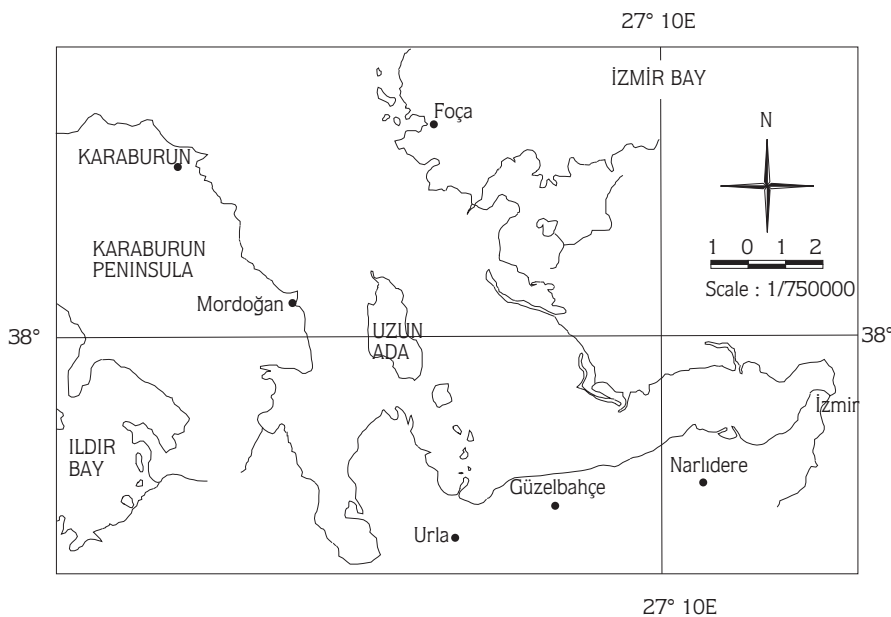 27° 10E
İZMİR BAY
Foça
N
KARABURUN
KARABURUN
PENINSULA
1 0 1 2
Scale : 1/750000
Mordoğan
38°
UZUN
ADA
38°
İzmir
ILDIR
BAY
Narlıdere
Güzelbahçe
Urla
27° 10E